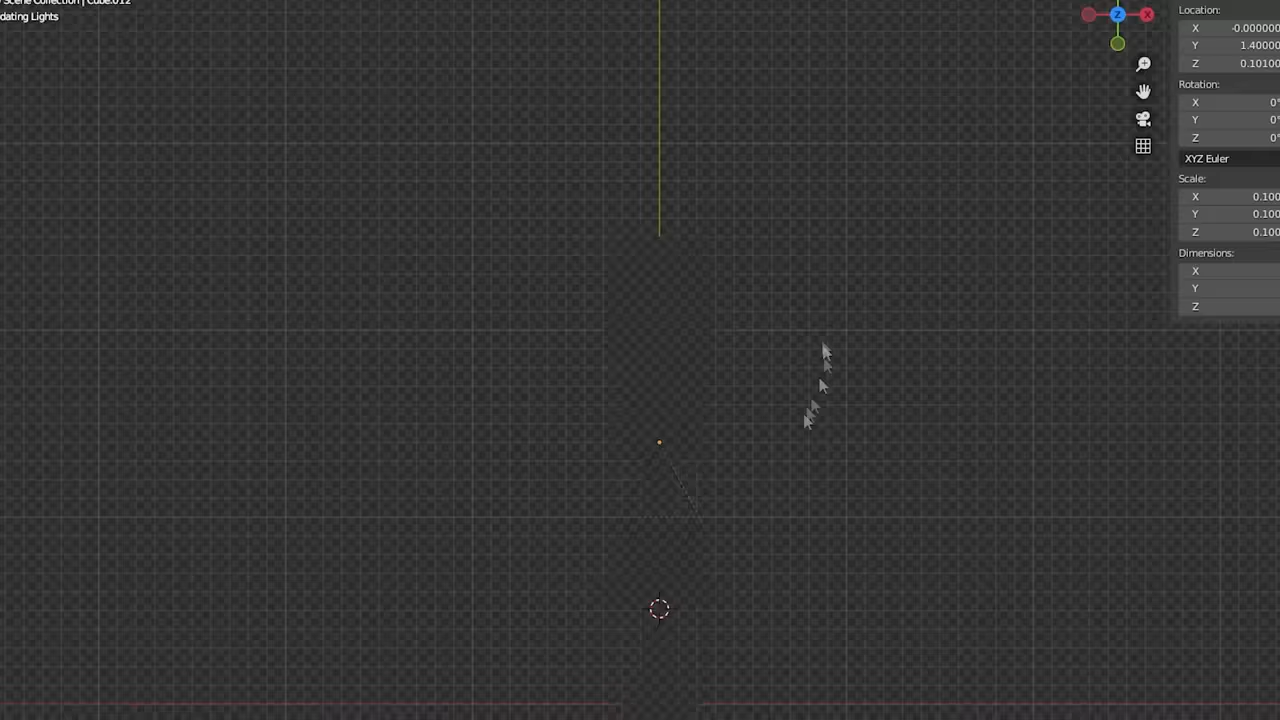 Scene Collection | Cube.012
dating Lights
Z
X
Location:
X -0.000000
Y 1.40000
Z 0.10100
Rotation:
X 0°
Y 0°
Z 0°
XYZ Euler
Scale:
X 0.100
Y 0.100
Z 0.100
Dimensions:
X
Y
Z